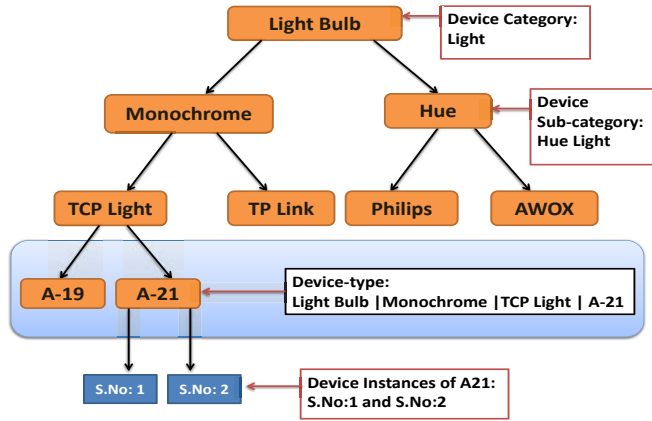 Light Bulb
Device Category:
Light
Monochrome
Hue
Device
Sub-category:
Hue Light
TCP Light
TP Link
Philips
AWOX
A-19
A-21
Device-type:
Light Bulb |Monochrome |TCP Light | A-21
S.No: 1
S.No: 2
Device Instances of A21:
S.No:1 and S.No:2